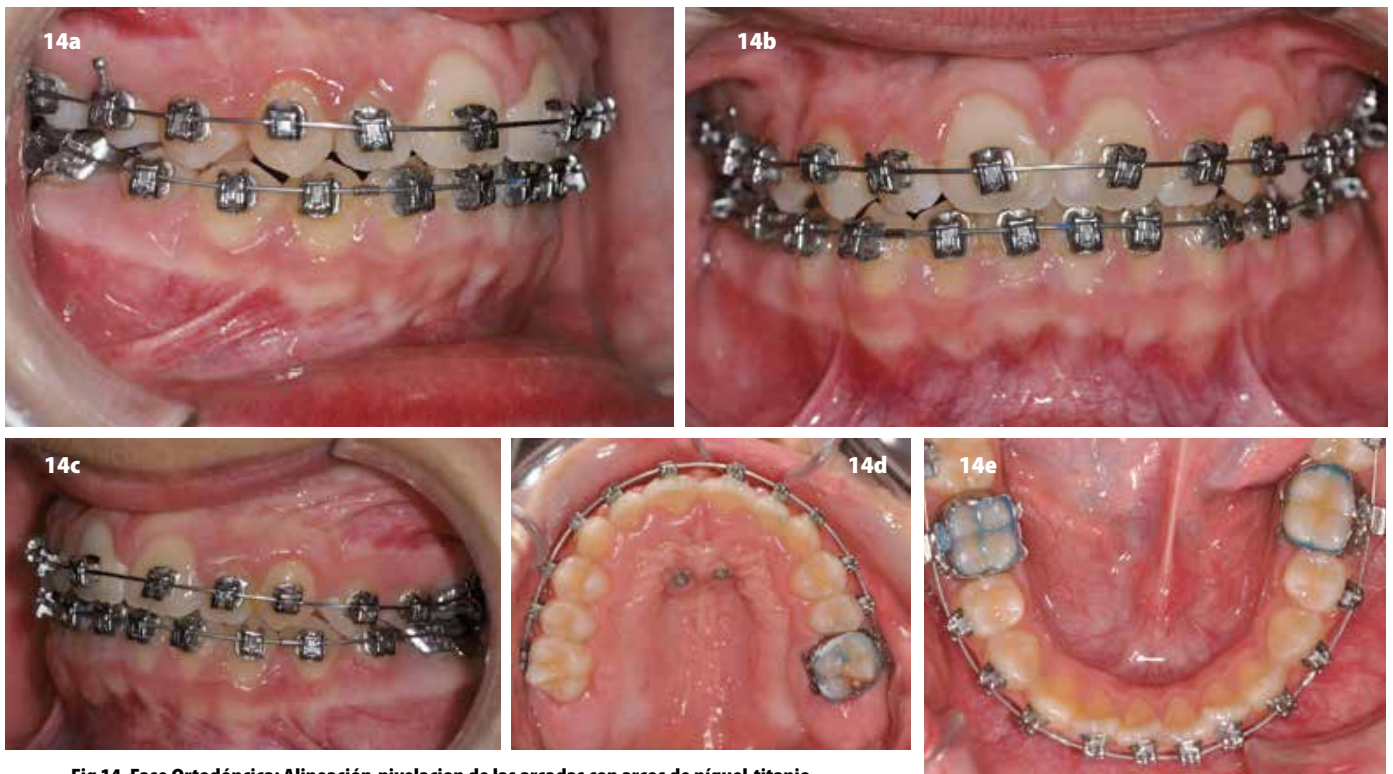 14a
14b
14c
14d
14e
Fig 14. Fase Ortodóncica: Alineación-nivelacion de las arcadas con arcos de níquel-titanio